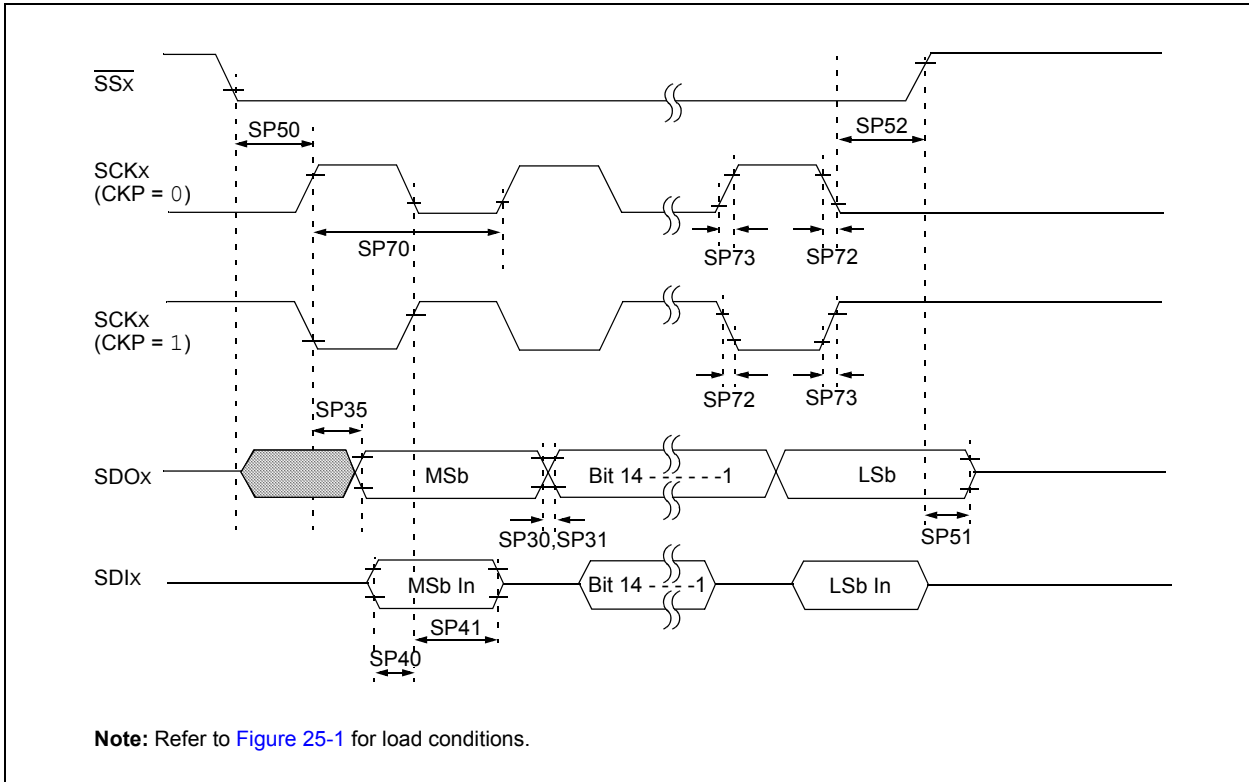 SSx
SP50
SP52
SCKx
(CKP = 0)
SP70
SP73
SP72
SCKx
(CKP = 1)
SP72
SP73
SP35
SDOx
MSb
Bit 14 - - - - - - -1
LSb
SP30,SP31
SP51
SDIx
MSb In
Bit 14 - - - - -1
LSb In
SP41
SP40
Note: Refer to Figure 25-1 for load conditions.